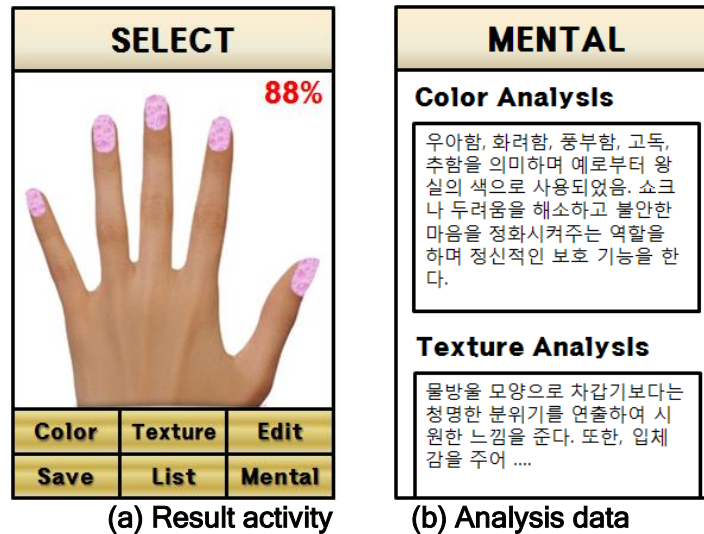 SELECT
88%
Color Texture Edit
Save List Mental
(a) Result activity
MENTAL
Color Analysis
우아함, 화려함, 풍부함, 고독,
추함을 의미하며 예로부터 왕
실의 색으로 사용되었음. 쇼크
나 두려움을 해소하고 불안한
마음을 정화시켜주는 역할을
하며 정신적인 보호 기능을 한
다.
Texture Analysis
물방울 모양으로 차갑기보다는
청명한 분위기를 연출하여 시
원한 느낌을 준다. 또한, 입체
감을 주어 ....
(b) Analysis data